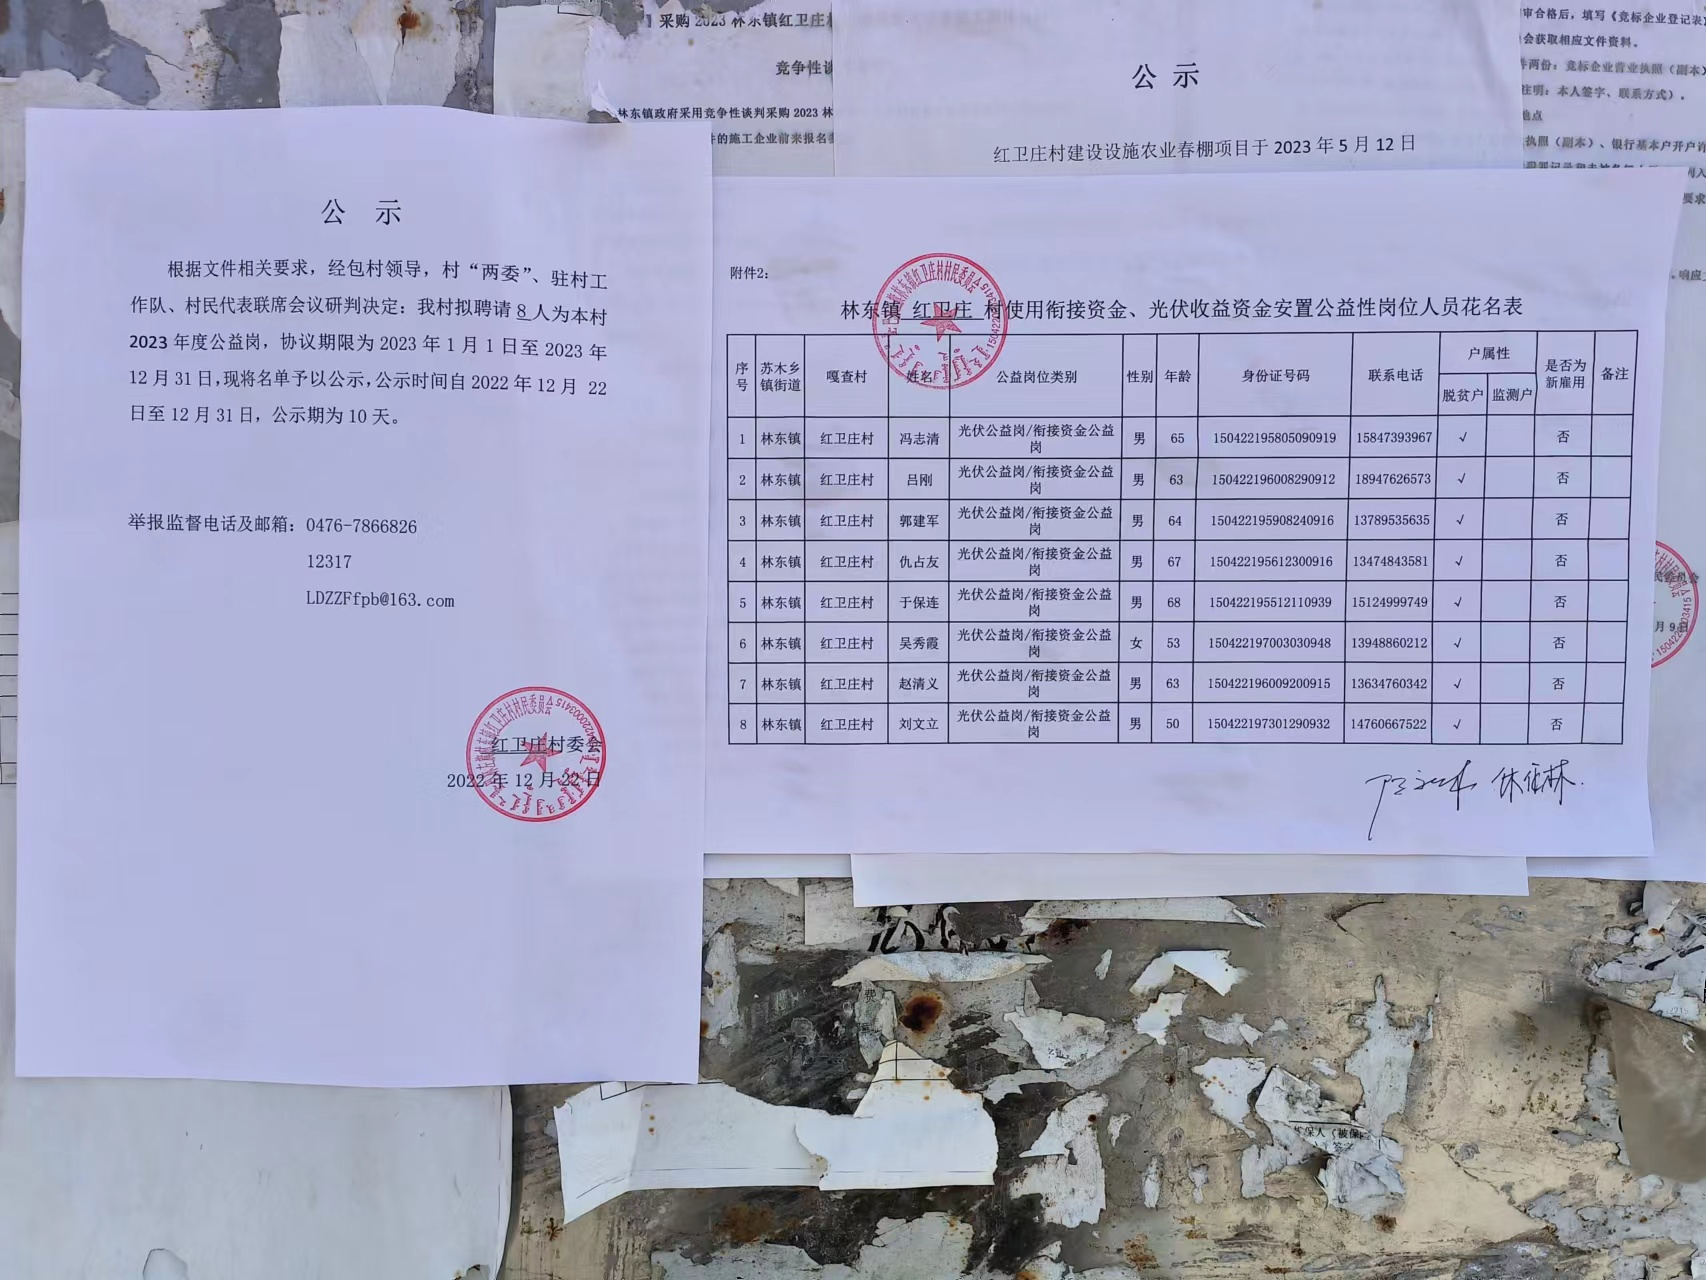 采购 2023 林东镇红卫庄村
竞争性谈
林东镇政府采用竞争性谈判采购 2023 林
件的施工企业前来报名参
公 示
红卫庄村建设设施农业春棚项目于 2023 年 5 月 12 日
审合格后，填写《竞标企业登记表》
会获取相应文件资料。
件两份：竞标企业营业执照（副本）
注明：本人签字、联系方式）。
地点
执照（副本）、银行基本户开户许
公 示
根据文件相关要求，经包村领导，村“两委”、驻村工
作队、村民代表联席会议研判决定：我村拟聘请 8 人为本村
2023 年度公益岗，协议期限为 2023 年 1 月 1 日至 2023 年
12 月 31 日,现将名单予以公示,公示时间自 2022 年 12 月 22
日至 12 月 31 日，公示期为 10 天。
举报监督电话及邮箱：0476-7866826
12317
LDZZFfpb@163.com
红卫庄村委会
2022 年 12 月 22 日
附件2：
林东镇 红卫庄 村使用衔接资金、光伏收益资金安置公益性岗位人员花名表
序号 苏木乡镇街道 嘎查村 姓名 公益岗位类别 性别 年龄 身份证号码 联系电话 户属性 脱贫户 监测户 是否为新雇用 备注
1 林东镇 红卫庄村 冯志清 光伏公益岗/衔接资金公益岗 男 65 150422195805090919 15847393967 √ 否
2 林东镇 红卫庄村 吕刚 光伏公益岗/衔接资金公益岗 男 63 150422196008290912 18947626573 √ 否
3 林东镇 红卫庄村 郭建军 光伏公益岗/衔接资金公益岗 男 64 150422195908240916 13789535635 √ 否
4 林东镇 红卫庄村 仇占友 光伏公益岗/衔接资金公益岗 男 67 150422195612300916 13474843581 √ 否
5 林东镇 红卫庄村 于保连 光伏公益岗/衔接资金公益岗 男 68 150422195512110939 15124999749 √ 否
6 林东镇 红卫庄村 吴秀霞 光伏公益岗/衔接资金公益岗 女 53 150422197003030948 13948860212 √ 否
7 林东镇 红卫庄村 赵清义 光伏公益岗/衔接资金公益岗 男 63 150422196009200915 13634760342 √ 否
8 林东镇 红卫庄村 刘文立 光伏公益岗/衔接资金公益岗 男 50 150422197301290932 14760667522 √ 否
月 9 日
费
保人（被保